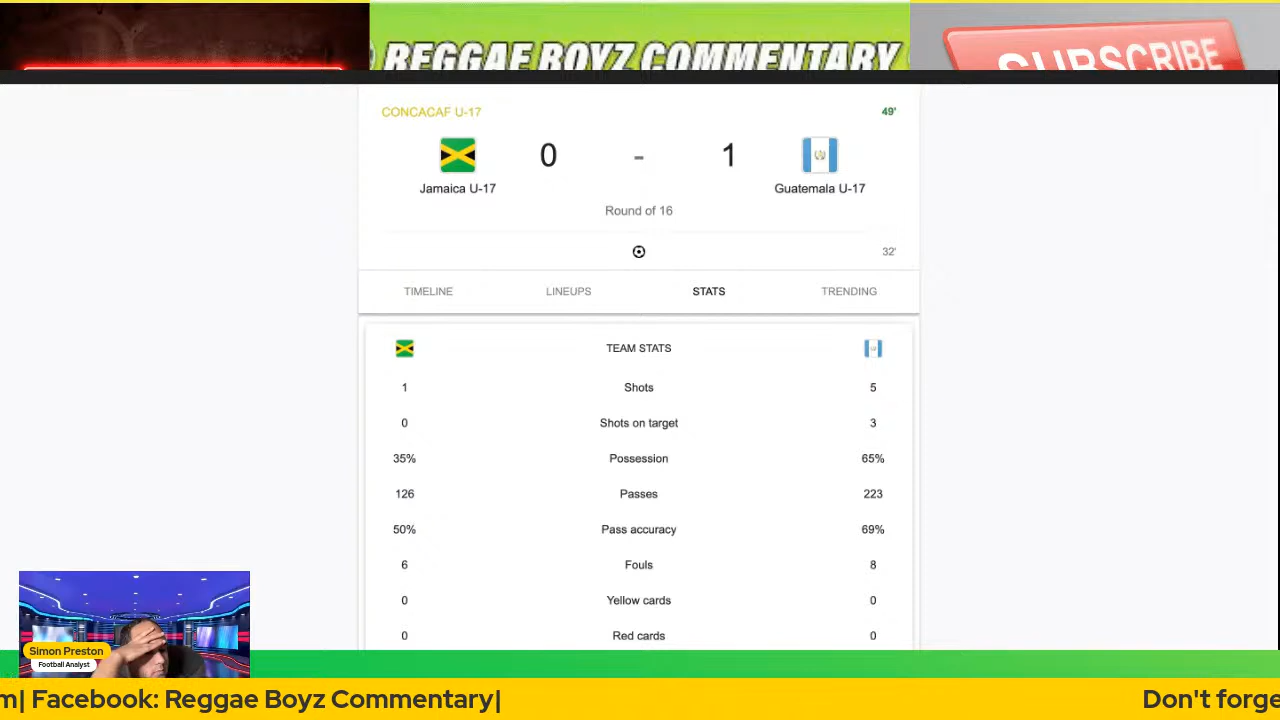 REGGAE BOYZ COMMENTARY
SUBSCRIBE
CONCACAF U-17
49'
0 - 1
Jamaica U-17
Guatemala U-17
Round of 16
32'
TIMELINE LINEUPS STATS TRENDING
TEAM STATS
1 Shots 5
0 Shots on target 3
35% Possession 65%
126 Passes 223
50% Pass accuracy 69%
6 Fouls 8
0 Yellow cards 0
0 Red cards 0
Simon Preston
Football Analyst
m| Facebook: Reggae Boyz Commentary|
Don't forge